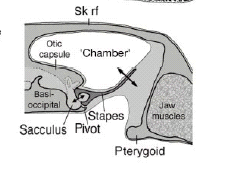 Sk rf
Otic
capsule
'Chamber'
Basi-
occipital
Jaw
muscles
Stapes
Sacculus
Pivot
Pterygoid